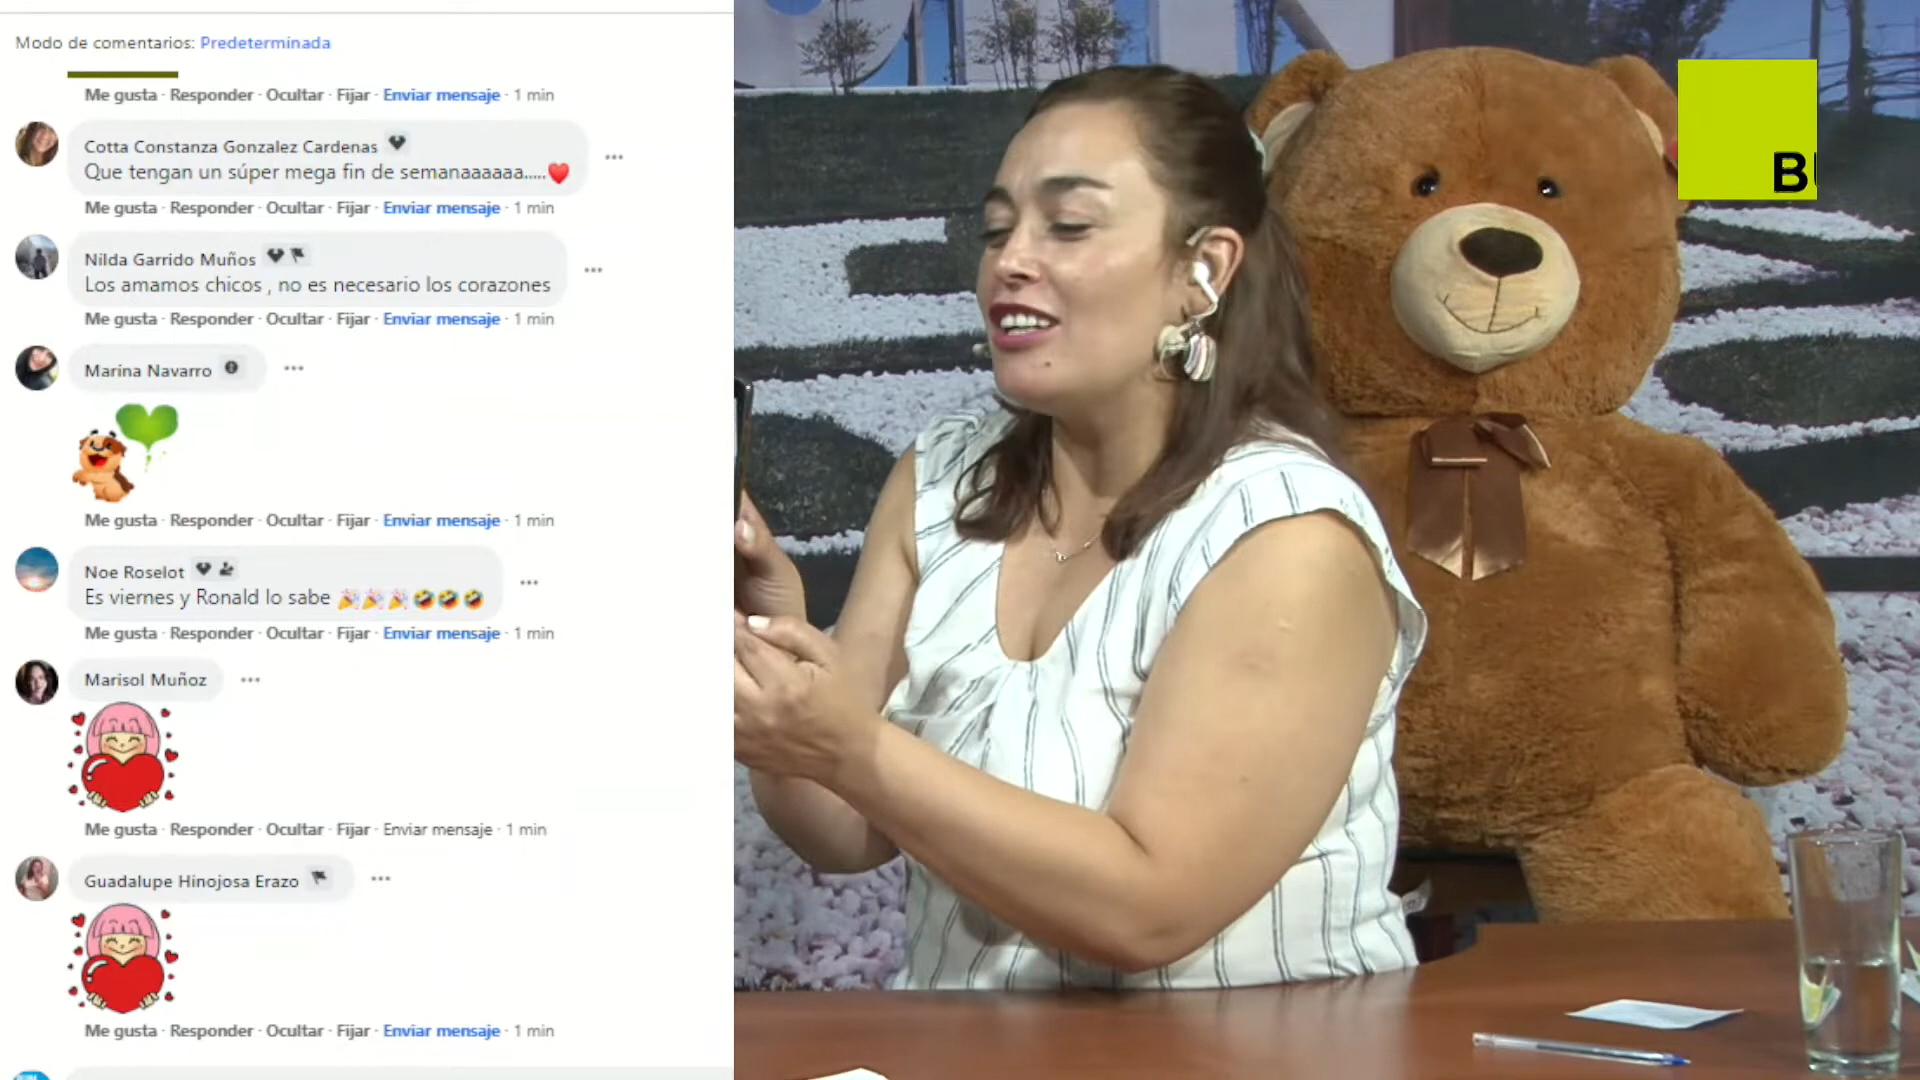 Modo de comentarios: Predeterminada
Me gusta · Responder · Ocultar · Fijar · Enviar mensaje · 1 min
Cotta Constanza Gonzalez Cardenas
Que tengan un súper mega fin de semanaaaaaa.....❤️
Me gusta · Responder · Ocultar · Fijar · Enviar mensaje · 1 min
Nilda Garrido Muños
Los amamos chicos , no es necesario los corazones
Me gusta · Responder · Ocultar · Fijar · Enviar mensaje · 1 min
Marina Navarro
Me gusta · Responder · Ocultar · Fijar · Enviar mensaje · 1 min
Noe Roselot
Es viernes y Ronald lo sabe 🎉🎉🎉🤣🤣🤣
Me gusta · Responder · Ocultar · Fijar · Enviar mensaje · 1 min
Marisol Muñoz
Me gusta · Responder · Ocultar · Fijar · Enviar mensaje · 1 min
Guadalupe Hinojosa Erazo
Me gusta · Responder · Ocultar · Fijar · Enviar mensaje · 1 min